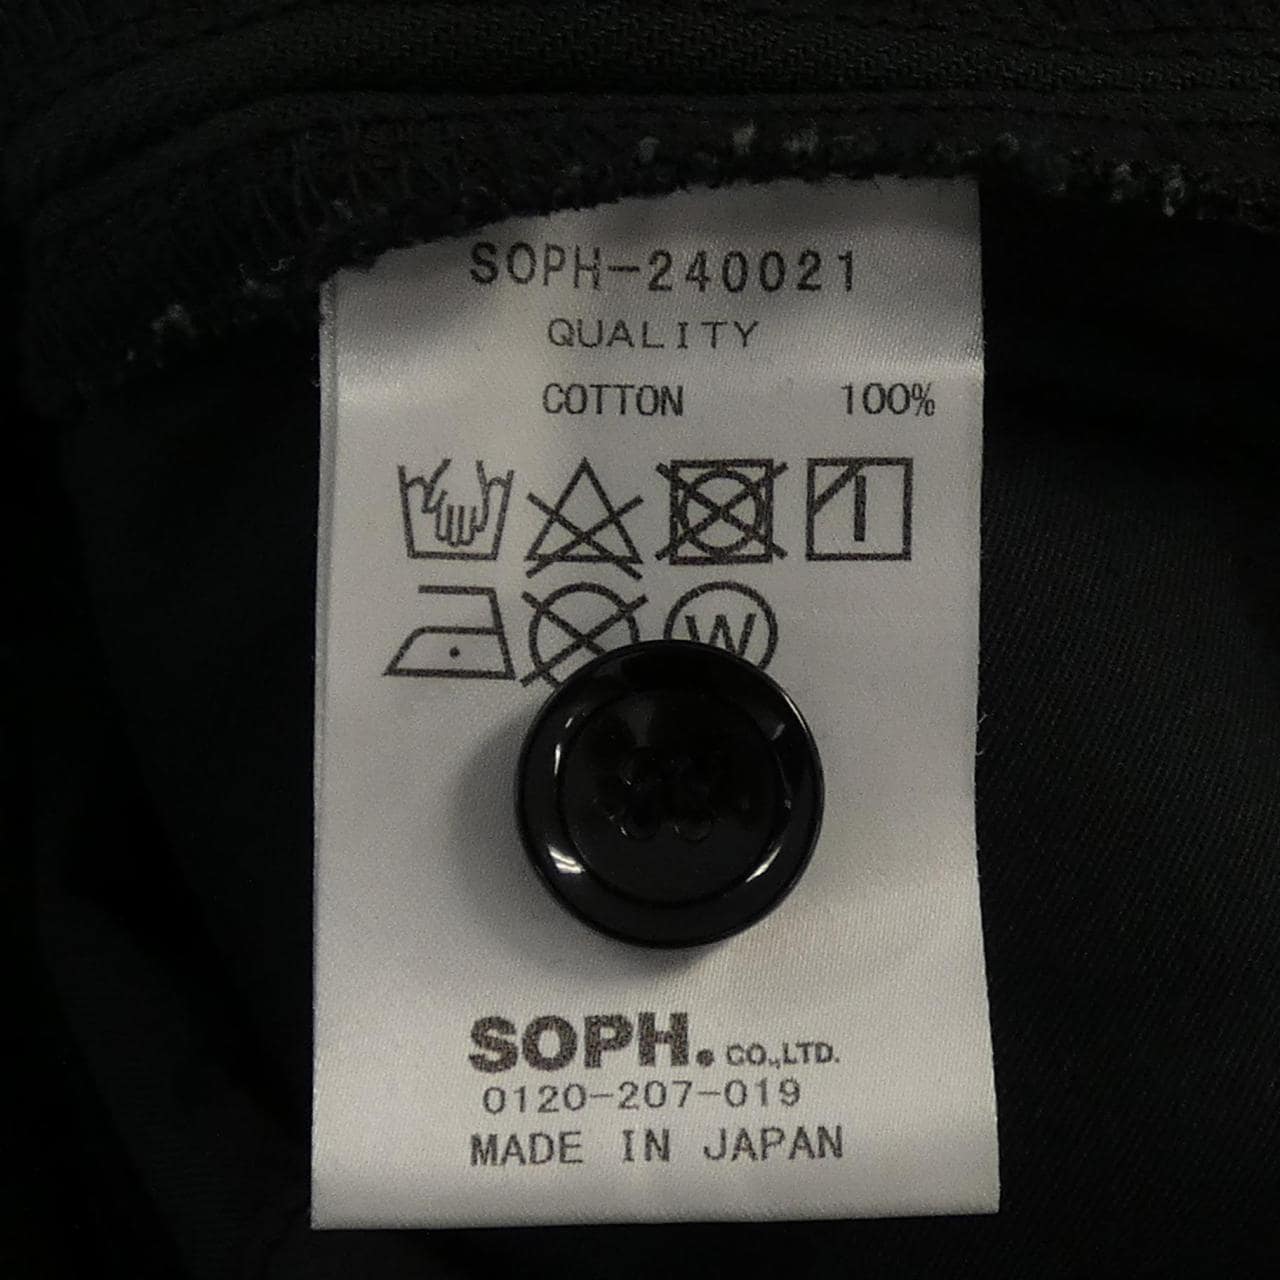 SOPH-240021
QUALITY
COTTON 100%
W
SOPH. CO.,LTD.
0120-207-019
MADE IN JAPAN